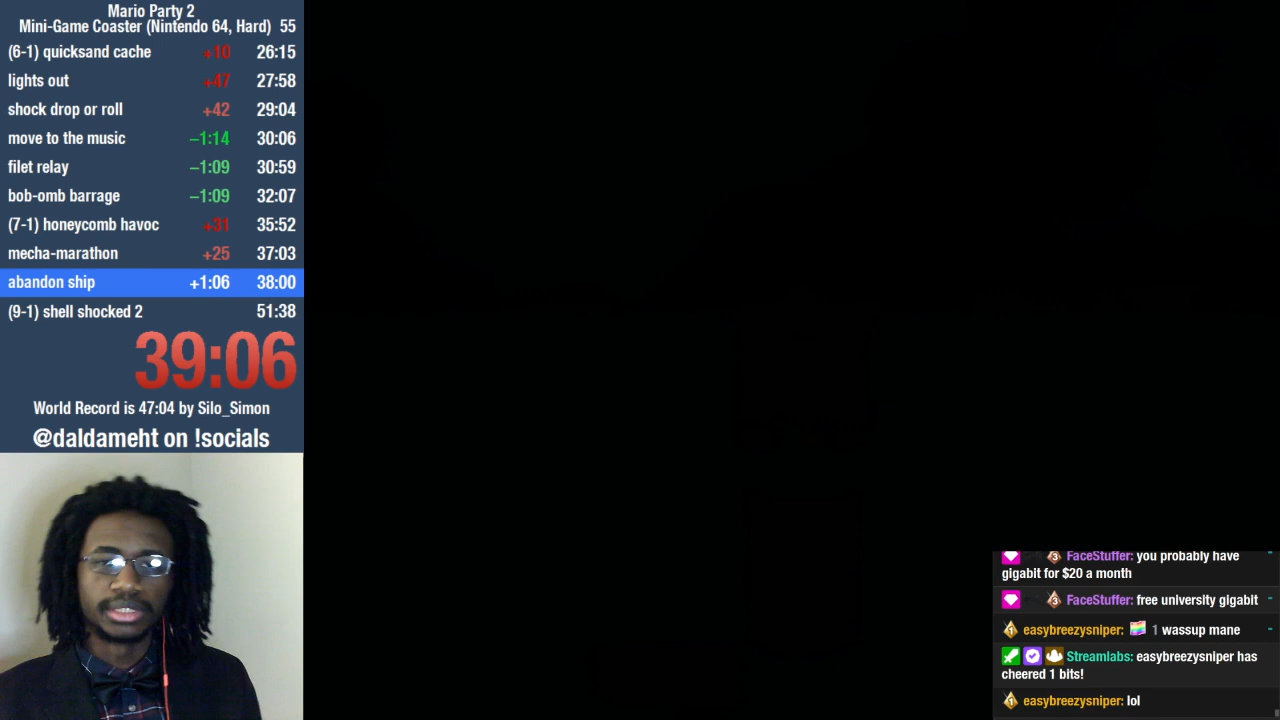 Mario Party 2
Mini-Game Coaster (Nintendo 64, Hard) 55
(6-1) quicksand cache +10 26:15
lights out +47 27:58
shock drop or roll +42 29:04
move to the music −1:14 30:06
filet relay −1:09 30:59
bob-omb barrage −1:09 32:07
(7-1) honeycomb havoc +31 35:52
mecha-marathon +25 37:03
abandon ship +1:06 38:00
(9-1) shell shocked 2 51:38
39:06
World Record is 47:04 by Silo_Simon
@daldameht on !socials
3 FaceStuffer: you probably have
gigabit for $20 a month
3 FaceStuffer: free university gigabit
1 easybreezysniper: 1 wassup mane
Streamlabs: easybreezysniper has
cheered 1 bits!
1 easybreezysniper: lol